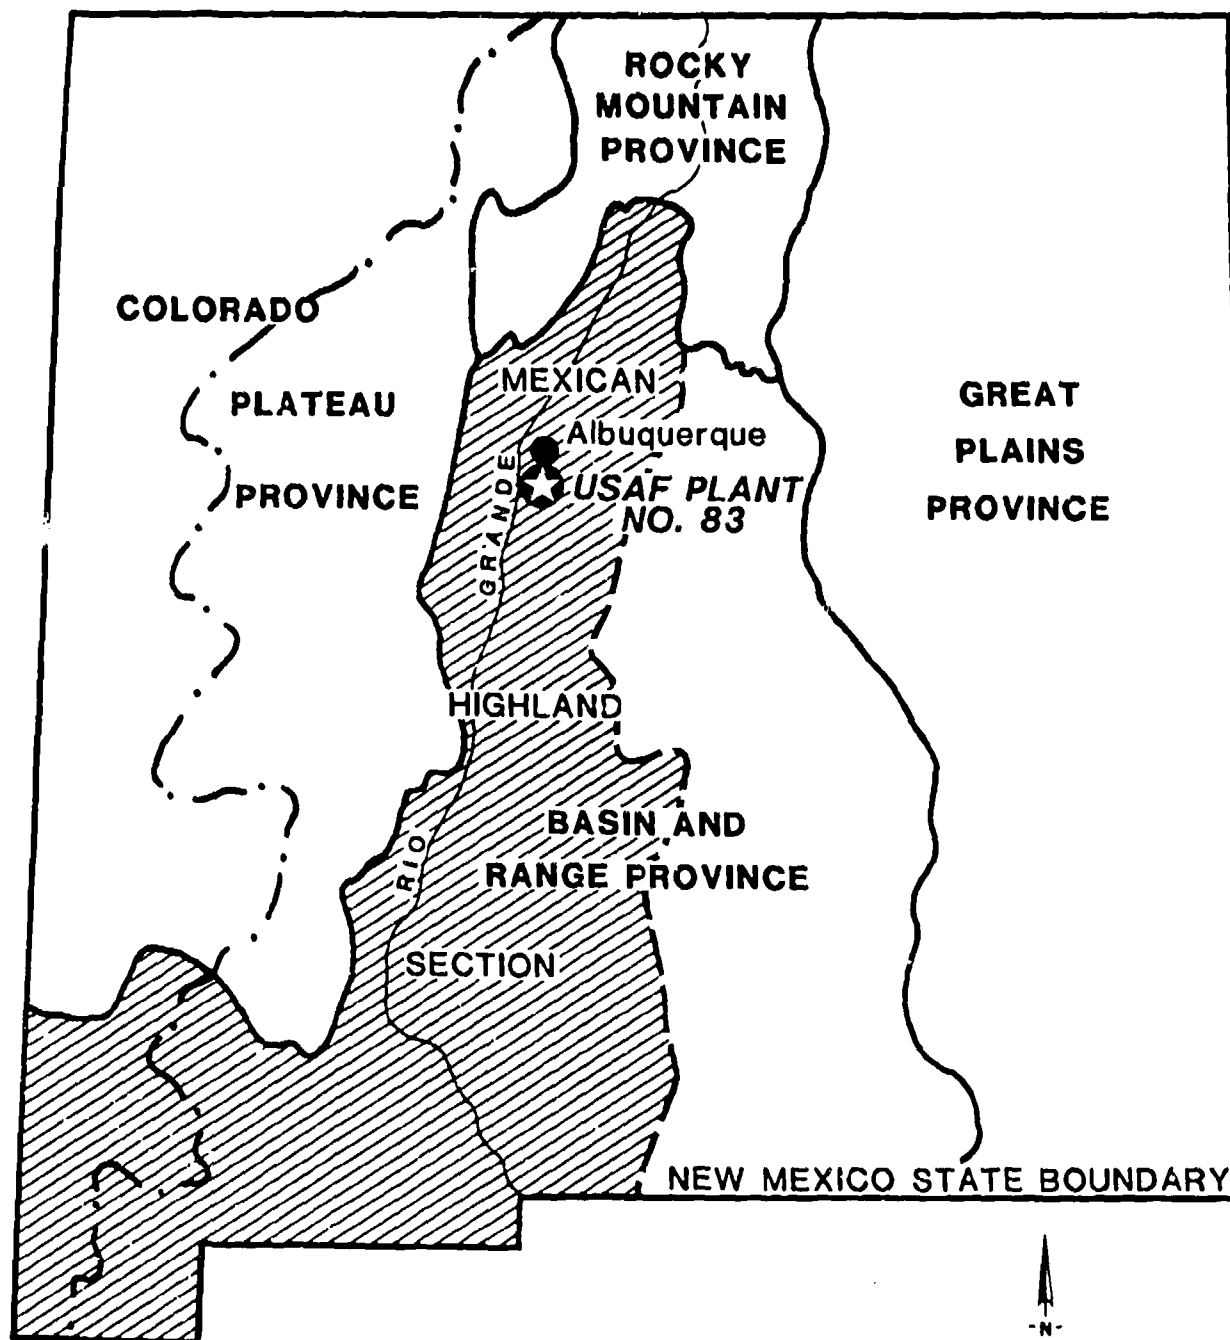 ROCKY
MOUNTAIN
PROVINCE
COLORADO
PLATEAU
PROVINCE
MEXICAN
GREAT
PLAINS
PROVINCE
Albuquerque
USAF PLANT
NO. 83
GRANDE
HIGHLAND
BASIN AND
RANGE PROVINCE
RIO
SECTION
NEW MEXICO STATE BOUNDARY
-N-